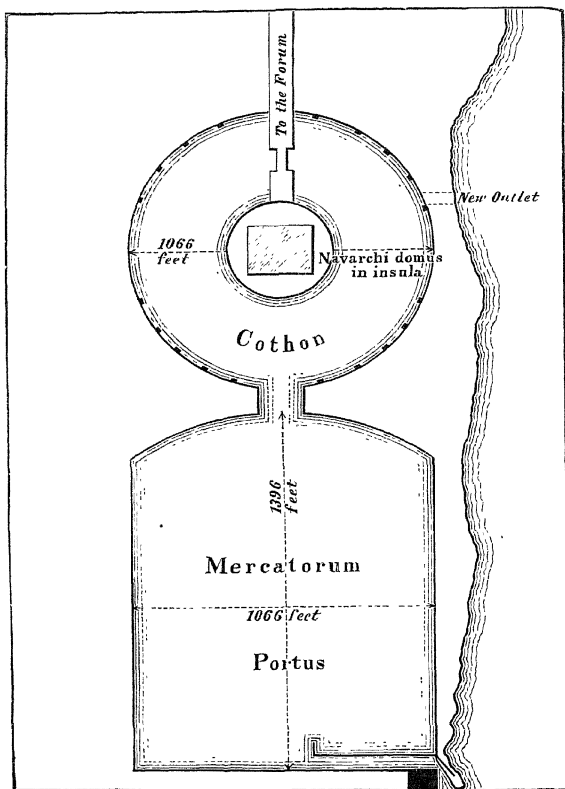 To the Forum
New Outlet
1066
feet
Navarchi domus
in insula
Cothon
1396
feet
Mercatorum
1066 feet
Portus